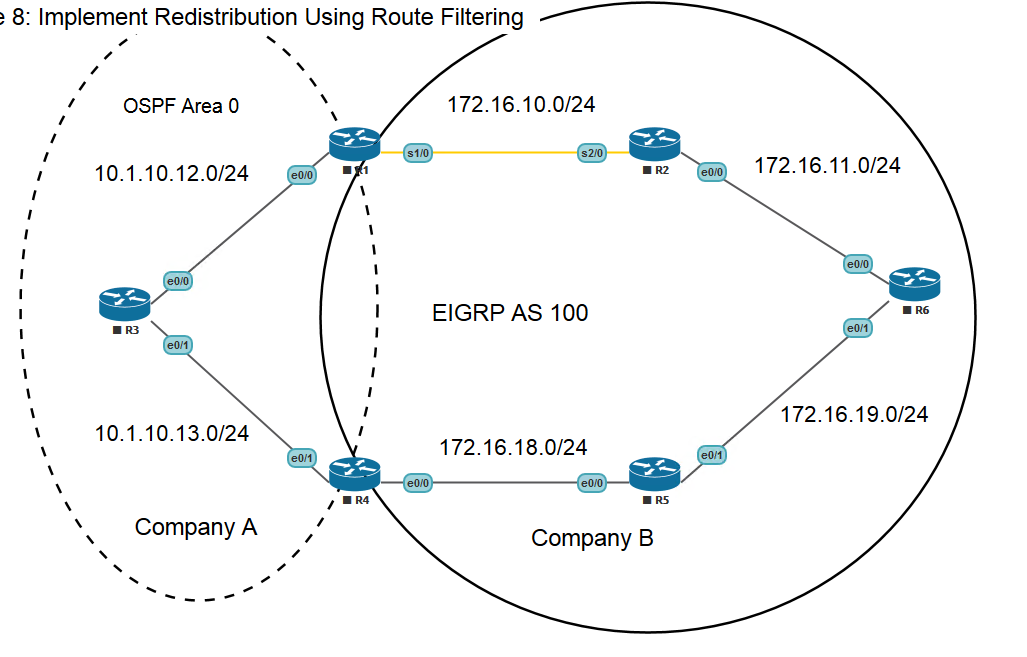 e 8: Implement Redistribution Using Route Filtering
OSPF Area 0
172.16.10.0/24
10.1.10.12.0/24
s1/0
s2/0
172.16.11.0/24
e0/0
R1
R2
e0/0
e0/0
e0/0
R3
EIGRP AS 100
R6
e0/1
e0/1
10.1.10.13.0/24
172.16.18.0/24
172.16.19.0/24
e0/1
e0/1
e0/0
e0/0
R4
R5
Company A
Company B